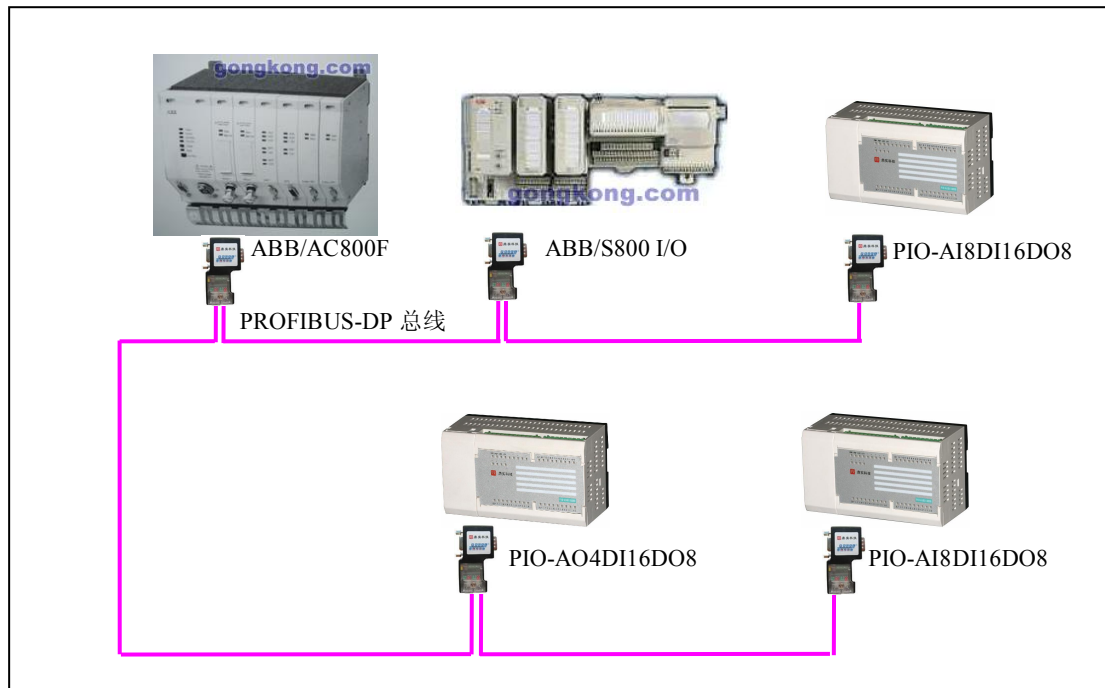 gongkong.com
gongkong.com
ABB/AC800F
ABB/S800 I/O
PIO-AI8DI16DO8
PROFIBUS-DP 总线
PIO-AO4DI16DO8
PIO-AI8DI16DO8